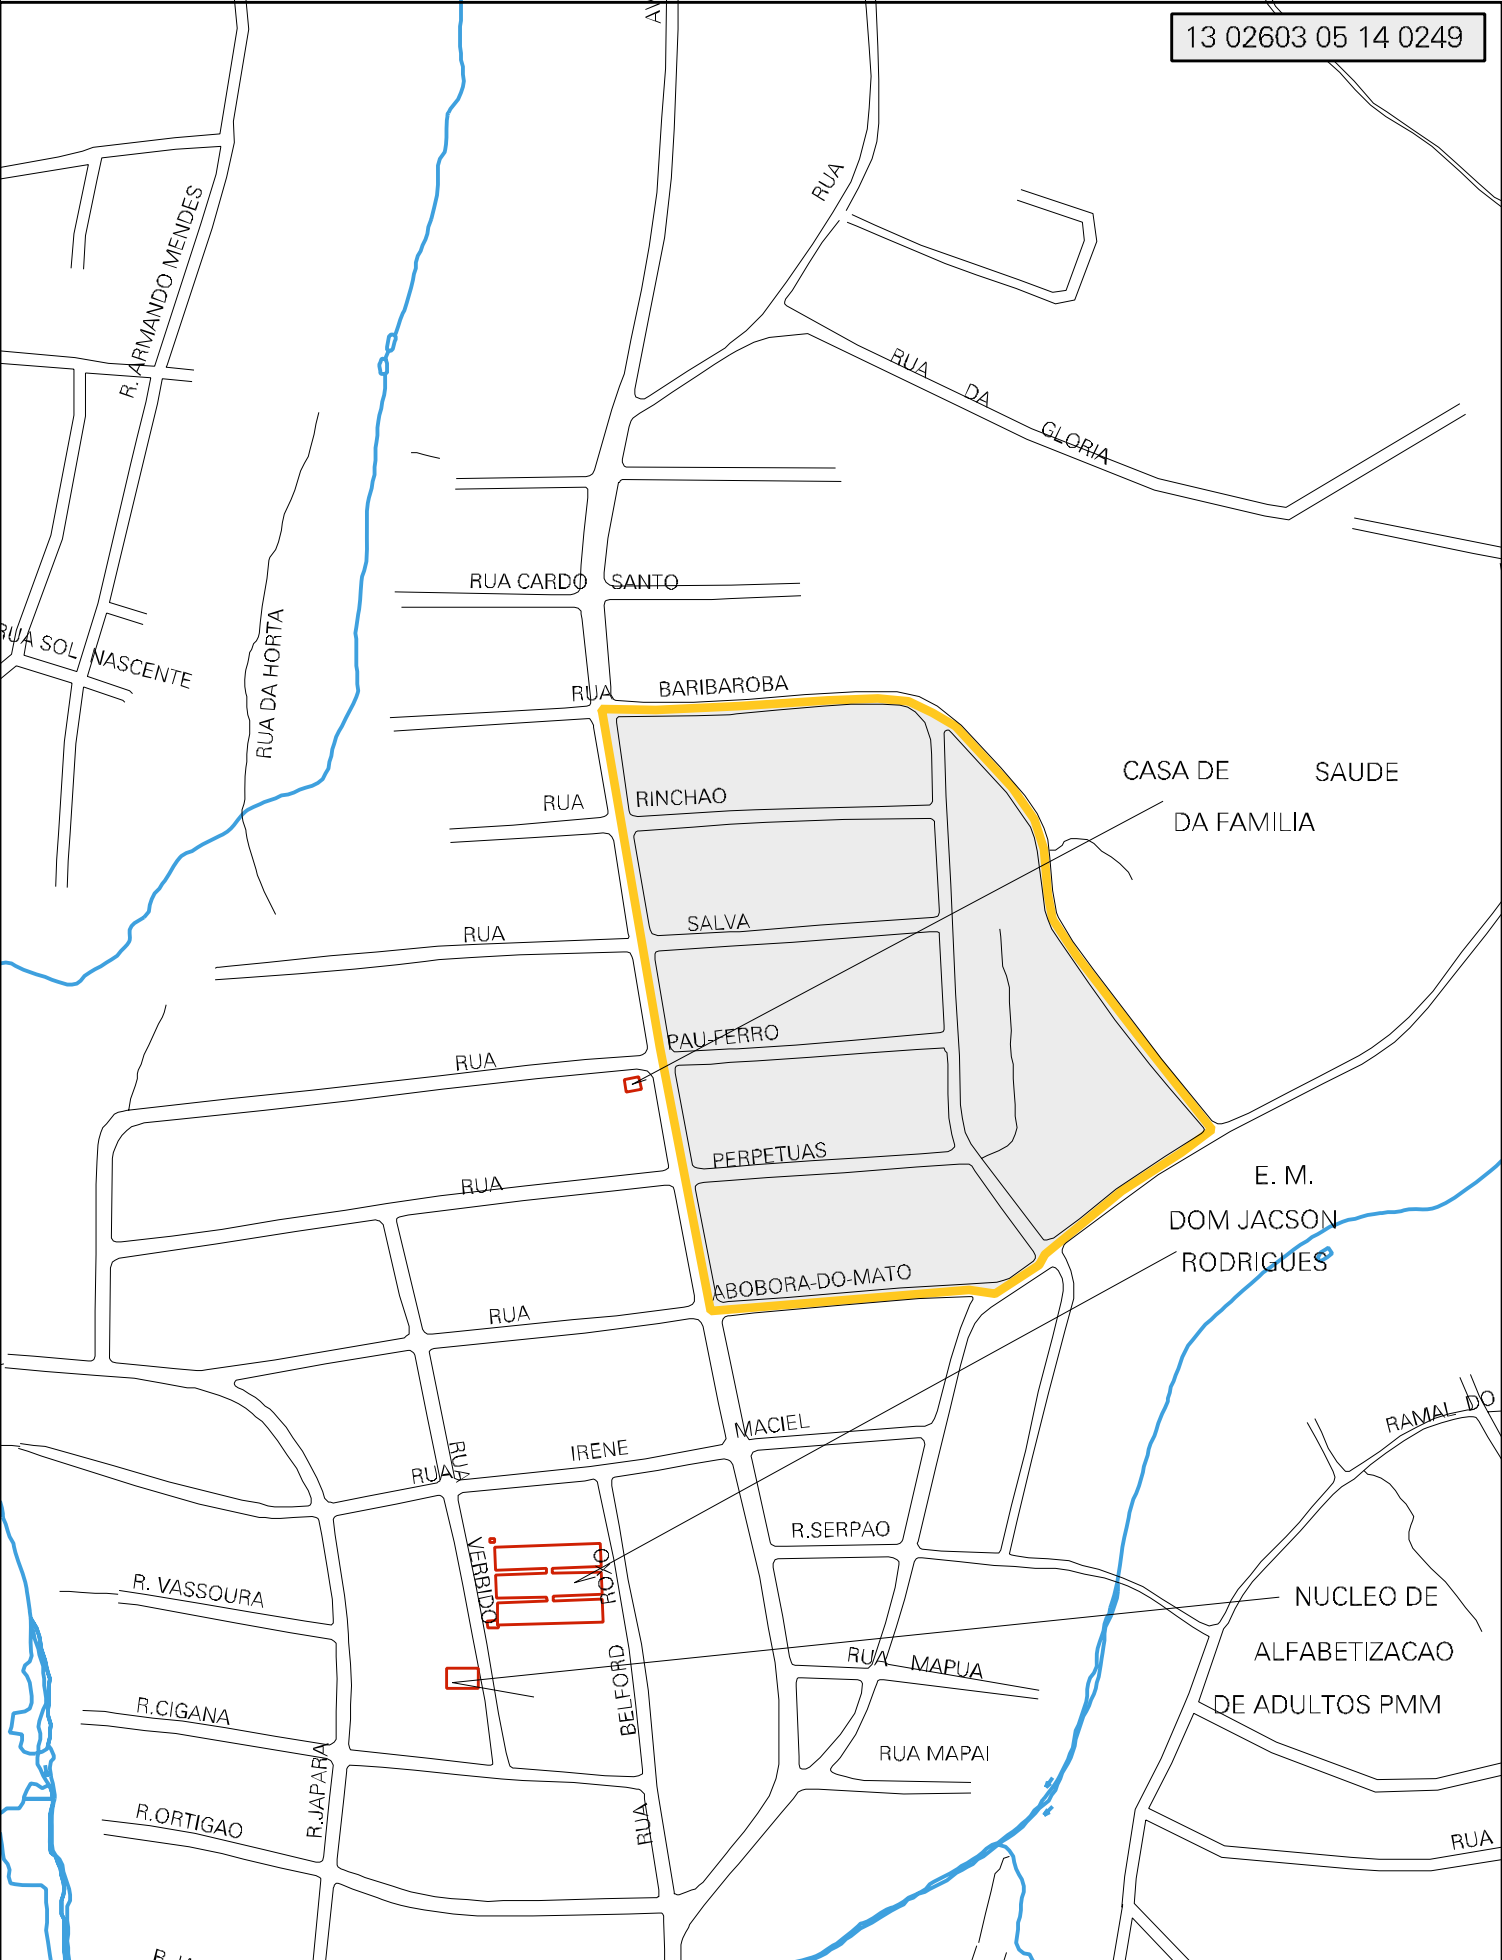 13 02603 05 14 0249
AV
RUA
R. ARMANDO MENDES
RUA DA GLORIA
RUA CARDO SANTO
RUA DA HORTA
RUA SOL NASCENTE
RUA BARIBAROBA
CASA DE SAUDE
DA FAMILIA
RUA RINCHAO
RUA SALVA
RUA PAU-FERRO
RUA PERPETUAS
E. M.
DOM JACSON
RODRIGUES
RUA ABOBORA-DO-MATO
RAMAL DO
RUA IRENE MACIEL
RUA VERBIDO
R.SERPAO
R. VASSOURA
NUCLEO DE
ALFABETIZACAO
DE ADULTOS PMM
RUA BELFORD ROXO
RUA MAPUA
R.CIGANA
RUA MAPAI
R.JAPARA
R.ORTIGAO
RUA